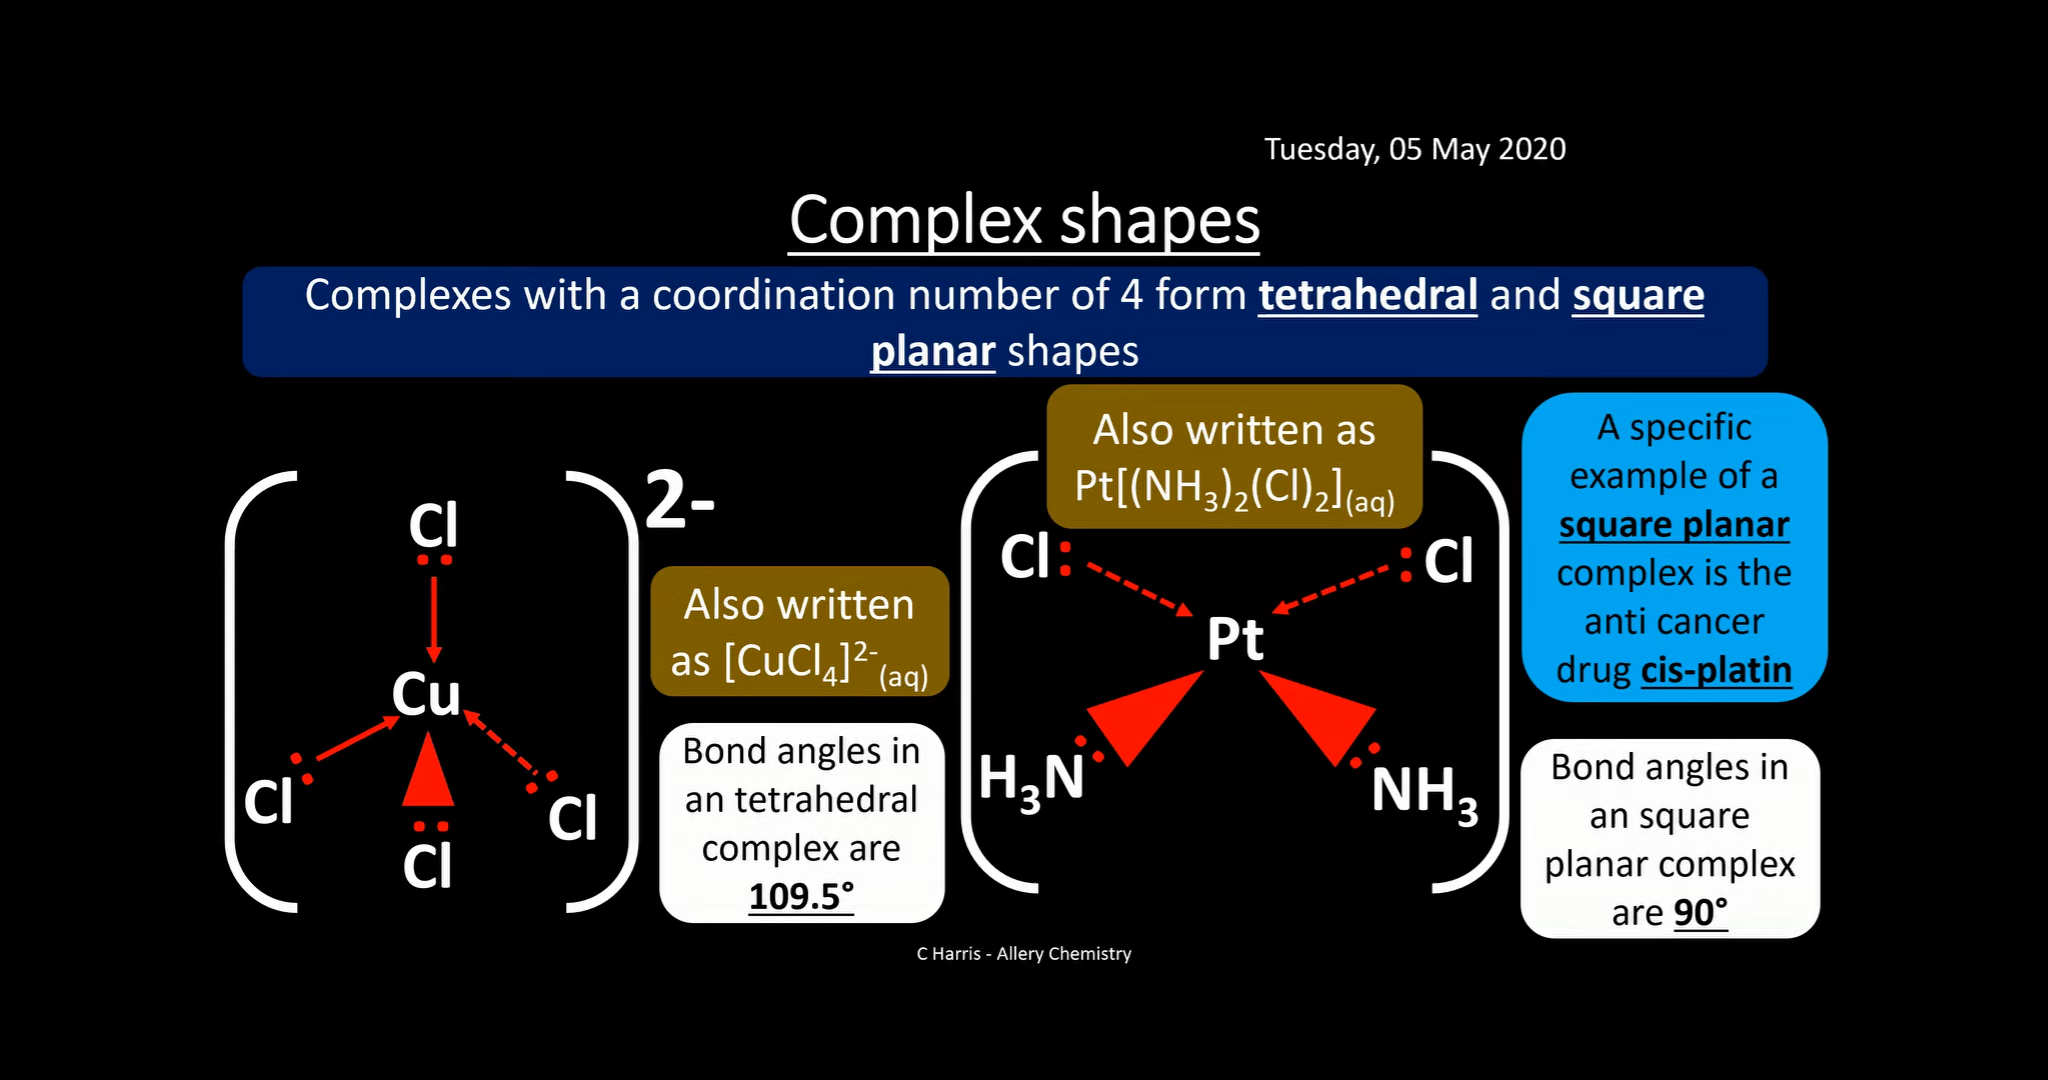 Tuesday, 05 May 2020
Complex shapes
Complexes with a coordination number of 4 form tetrahedral and square
planar shapes
Cl
Cu
Cl
Cl
Cl
2-
Also written
as [CuCl₄]²⁻(aq)
Bond angles in
an tetrahedral
complex are
109.5°
Also written as
Pt[(NH₃)₂(Cl)₂](aq)
Cl
Cl
Pt
H₃N
NH₃
A specific
example of a
square planar
complex is the
anti cancer
drug cis-platin
Bond angles in
an square
planar complex
are 90°
C Harris - Allery Chemistry